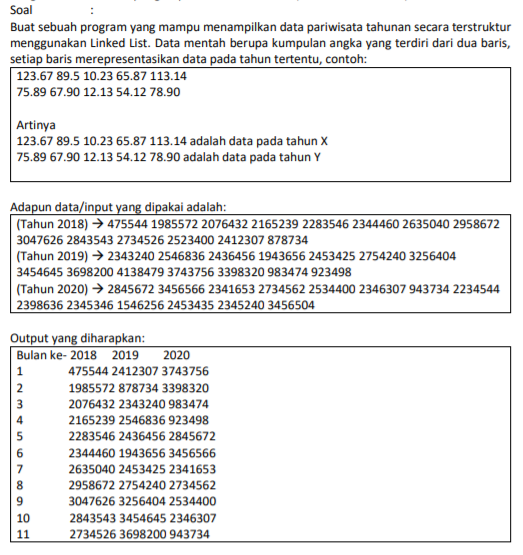 Soal :
Buat sebuah program yang mampu menampilkan data pariwisata tahunan secara terstruktur
menggunakan Linked List. Data mentah berupa kumpulan angka yang terdiri dari dua baris,
setiap baris merepresentasikan data pada tahun tertentu, contoh:
123.67 89.5 10.23 65.87 113.14
75.89 67.90 12.13 54.12 78.90
Artinya
123.67 89.5 10.23 65.87 113.14 adalah data pada tahun X
75.89 67.90 12.13 54.12 78.90 adalah data pada tahun Y
Adapun data/input yang dipakai adalah:
(Tahun 2018) → 475544 1985572 2076432 2165239 2283546 2344460 2635040 2958672
3047626 2843543 2734526 2523400 2412307 878734
(Tahun 2019) → 2343240 2546836 2436456 1943656 2453425 2754240 3256404
3454645 3698200 4138479 3743756 3398320 983474 923498
(Tahun 2020) → 2845672 3456566 2341653 2734562 2534400 2346307 943734 2234544
2398636 2345346 1546256 2453435 2345240 3456504
Output yang diharapkan:
Bulan ke- 2018 2019 2020
1 475544 2412307 3743756
2 1985572 878734 3398320
3 2076432 2343240 983474
4 2165239 2546836 923498
5 2283546 2436456 2845672
6 2344460 1943656 3456566
7 2635040 2453425 2341653
8 2958672 2754240 2734562
9 3047626 3256404 2534400
10 2843543 3454645 2346307
11 2734526 3698200 943734